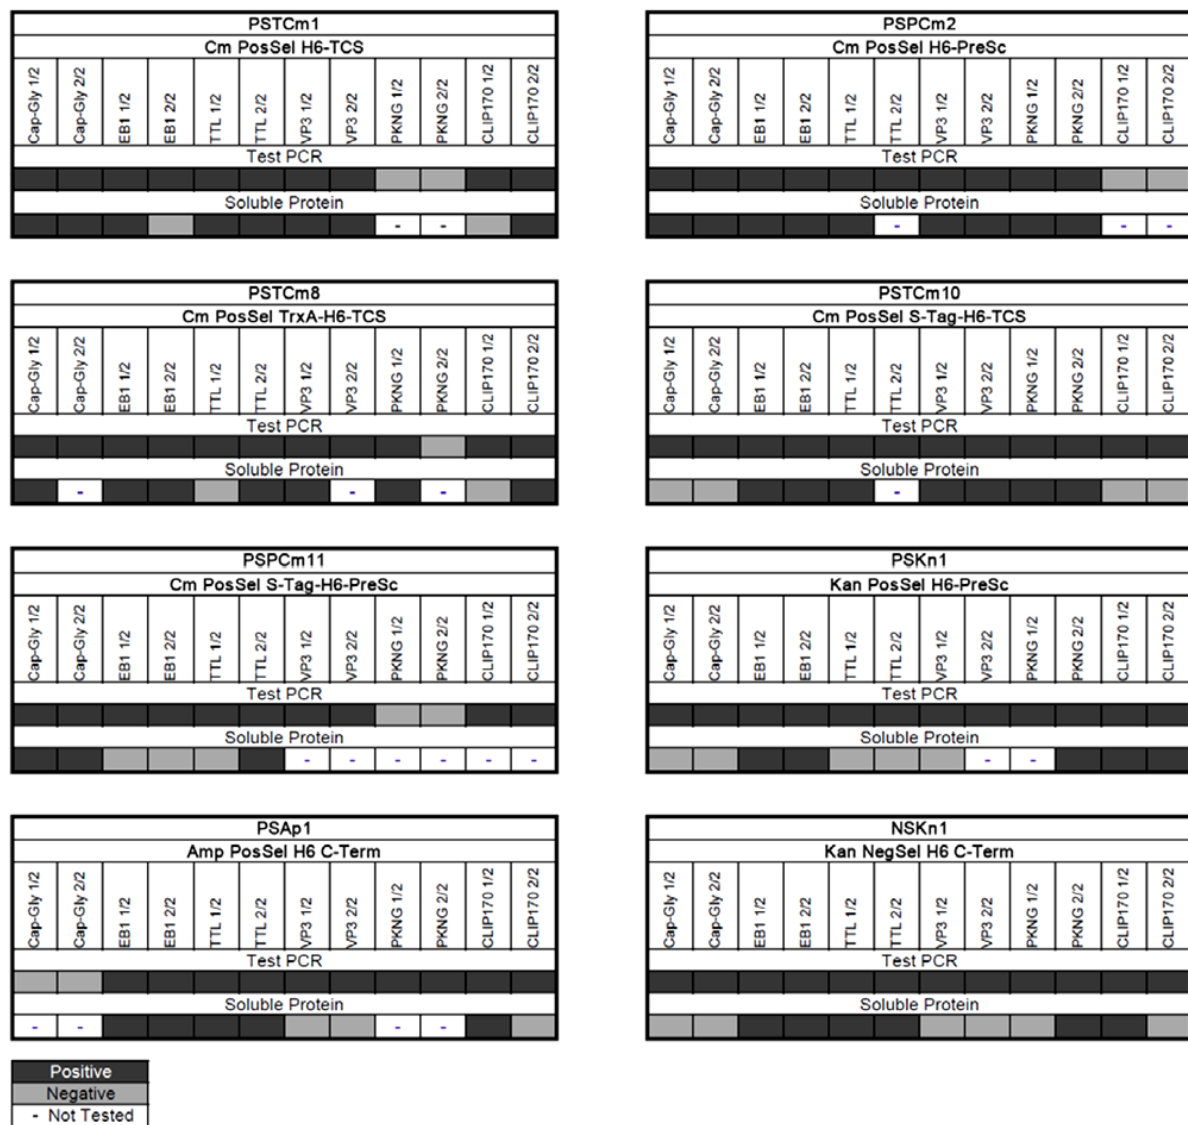 PSTCm1
Cm PosSel H6-TCS
Cap-Gly 1/2 Cap-Gly 2/2 EB1 1/2 EB1 2/2 TTL 1/2 TTL 2/2 VP3 1/2 VP3 2/2 PKNG 1/2 PKNG 2/2 CLIP170 1/2 CLIP170 2/2
Test PCR
Soluble Protein
- -
PSPCm2
Cm PosSel H6-PreSc
Cap-Gly 1/2 Cap-Gly 2/2 EB1 1/2 EB1 2/2 TTL 1/2 TTL 2/2 VP3 1/2 VP3 2/2 PKNG 1/2 PKNG 2/2 CLIP170 1/2 CLIP170 2/2
Test PCR
Soluble Protein
- - -
PSTCm8
Cm PosSel TrxA-H6-TCS
Cap-Gly 1/2 Cap-Gly 2/2 EB1 1/2 EB1 2/2 TTL 1/2 TTL 2/2 VP3 1/2 VP3 2/2 PKNG 1/2 PKNG 2/2 CLIP170 1/2 CLIP170 2/2
Test PCR
Soluble Protein
- - -
PSTCm10
Cm PosSel S-Tag-H6-TCS
Cap-Gly 1/2 Cap-Gly 2/2 EB1 1/2 EB1 2/2 TTL 1/2 TTL 2/2 VP3 1/2 VP3 2/2 PKNG 1/2 PKNG 2/2 CLIP170 1/2 CLIP170 2/2
Test PCR
Soluble Protein
-
PSPCm11
Cm PosSel S-Tag-H6-PreSc
Cap-Gly 1/2 Cap-Gly 2/2 EB1 1/2 EB1 2/2 TTL 1/2 TTL 2/2 VP3 1/2 VP3 2/2 PKNG 1/2 PKNG 2/2 CLIP170 1/2 CLIP170 2/2
Test PCR
Soluble Protein
- - - - - -
PSKn1
Kan PosSel H6-PreSc
Cap-Gly 1/2 Cap-Gly 2/2 EB1 1/2 EB1 2/2 TTL 1/2 TTL 2/2 VP3 1/2 VP3 2/2 PKNG 1/2 PKNG 2/2 CLIP170 1/2 CLIP170 2/2
Test PCR
Soluble Protein
- -
PSAp1
Amp PosSel H6 C-Term
Cap-Gly 1/2 Cap-Gly 2/2 EB1 1/2 EB1 2/2 TTL 1/2 TTL 2/2 VP3 1/2 VP3 2/2 PKNG 1/2 PKNG 2/2 CLIP170 1/2 CLIP170 2/2
Test PCR
Soluble Protein
- - - -
NSKn1
Kan NegSel H6 C-Term
Cap-Gly 1/2 Cap-Gly 2/2 EB1 1/2 EB1 2/2 TTL 1/2 TTL 2/2 VP3 1/2 VP3 2/2 PKNG 1/2 PKNG 2/2 CLIP170 1/2 CLIP170 2/2
Test PCR
Soluble Protein
Positive
Negative
- Not Tested